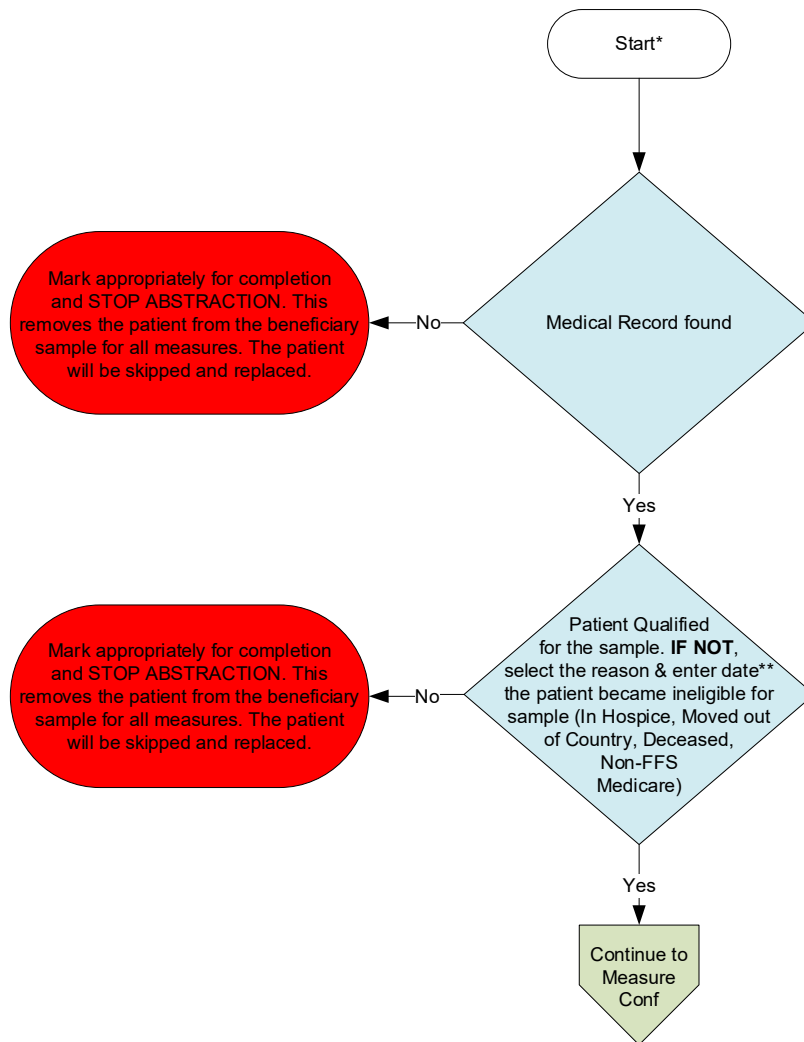 Start*
Medical Record found
No
Mark appropriately for completion
and STOP ABSTRACTION. This
removes the patient from the beneficiary
sample for all measures. The patient
will be skipped and replaced.
Yes
Patient Qualified
for the sample. IF NOT,
select the reason & enter date**
the patient became ineligible for
sample (In Hospice, Moved out
of Country, Deceased,
Non-FFS
Medicare)
No
Mark appropriately for completion
and STOP ABSTRACTION. This
removes the patient from the beneficiary
sample for all measures. The patient
will be skipped and replaced.
Yes
Continue to
Measure
Conf